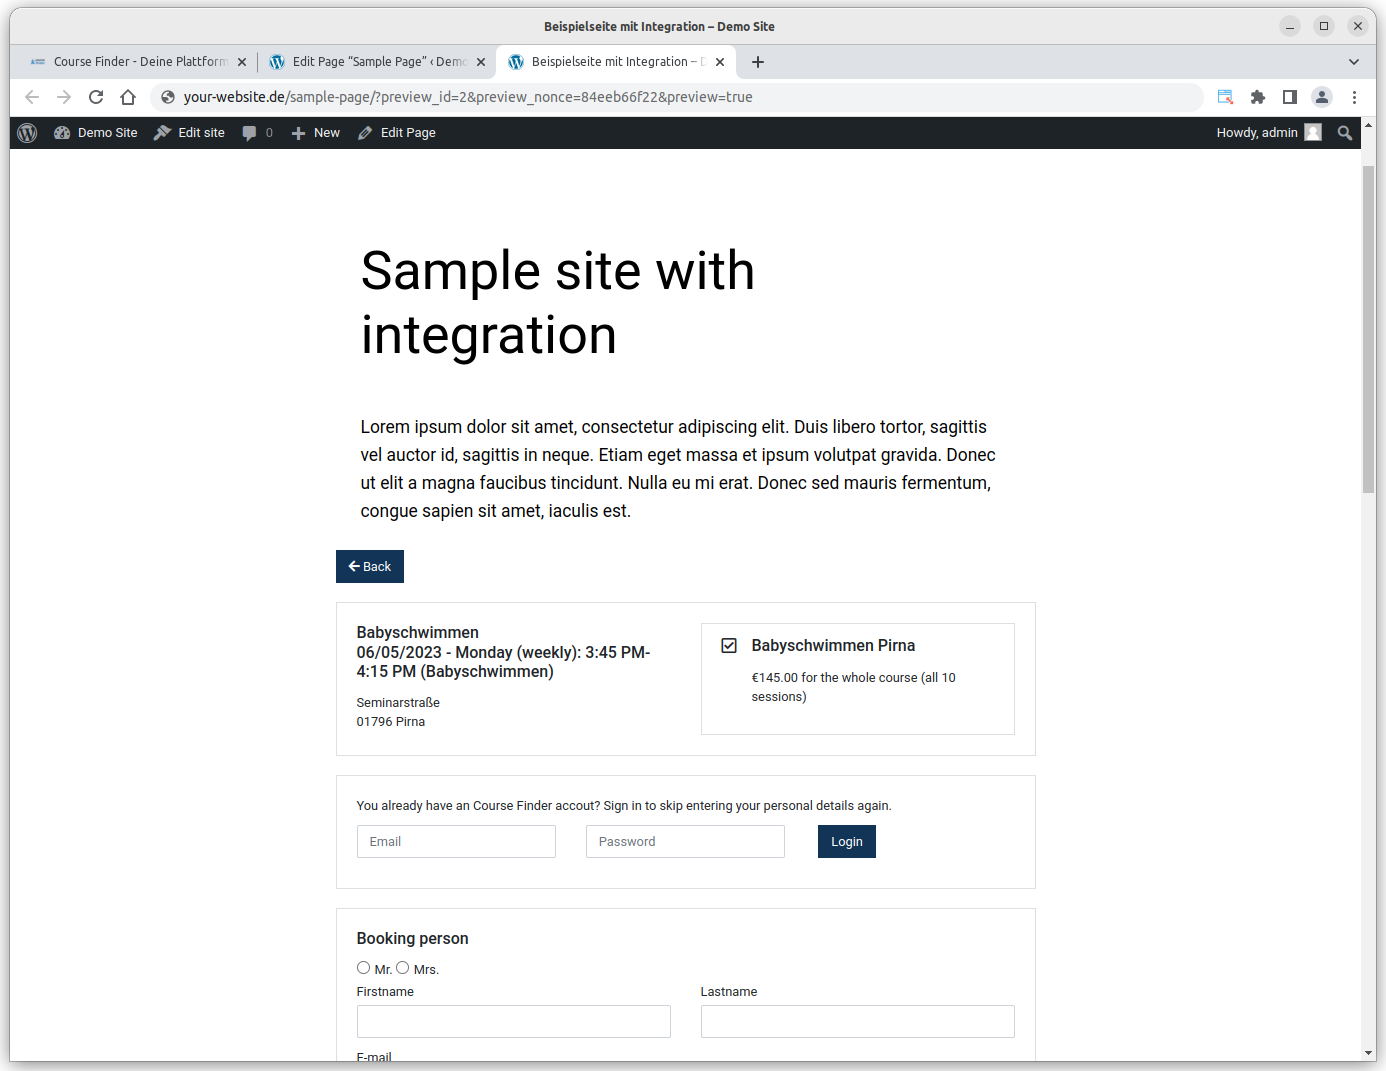 Beispielseite mit Integration – Demo Site
Course Finder - Deine Plattform
Edit Page “Sample Page” ‹ Demo
Beispielseite mit Integration – D
your-website.de/sample-page/?preview_id=2&preview_nonce=84eeb66f22&preview=true
Demo Site Edit site 0 New Edit Page Howdy, admin
Sample site with
integration
Lorem ipsum dolor sit amet, consectetur adipiscing elit. Duis libero tortor, sagittis
vel auctor id, sagittis in neque. Etiam eget massa et ipsum volutpat gravida. Donec
ut elit a magna faucibus tincidunt. Nulla eu mi erat. Donec sed mauris fermentum,
congue sapien sit amet, iaculis est.
Back
Babyschwimmen
06/05/2023 - Monday (weekly): 3:45 PM-
4:15 PM (Babyschwimmen)
Seminarstraße
01796 Pirna
Babyschwimmen Pirna
€145.00 for the whole course (all 10
sessions)
You already have an Course Finder accout? Sign in to skip entering your personal details again.
Email Password Login
Booking person
Mr. Mrs.
Firstname Lastname
E-mail